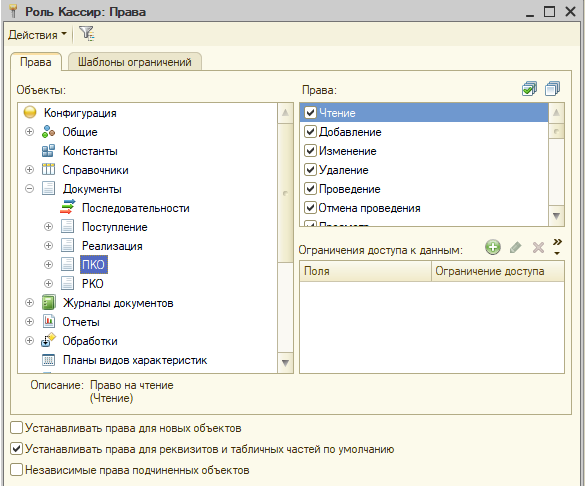 Роль Кассир: Права
Действия
Права
Шаблоны ограничений
Объекты:
Конфигурация
Общие
Константы
Справочники
Документы
Последовательности
Поступление
Реализация
ПКО
РКО
Журналы документов
Отчеты
Обработки
Планы видов характеристик
Права:
Чтение
Добавление
Изменение
Удаление
Проведение
Отмена проведения
Ограничения доступа к данным:
Поля
Ограничение доступа
Описание: Право на чтение
(Чтение)
Устанавливать права для новых объектов
Устанавливать права для реквизитов и табличных частей по умолчанию
Независимые права подчиненных объектов